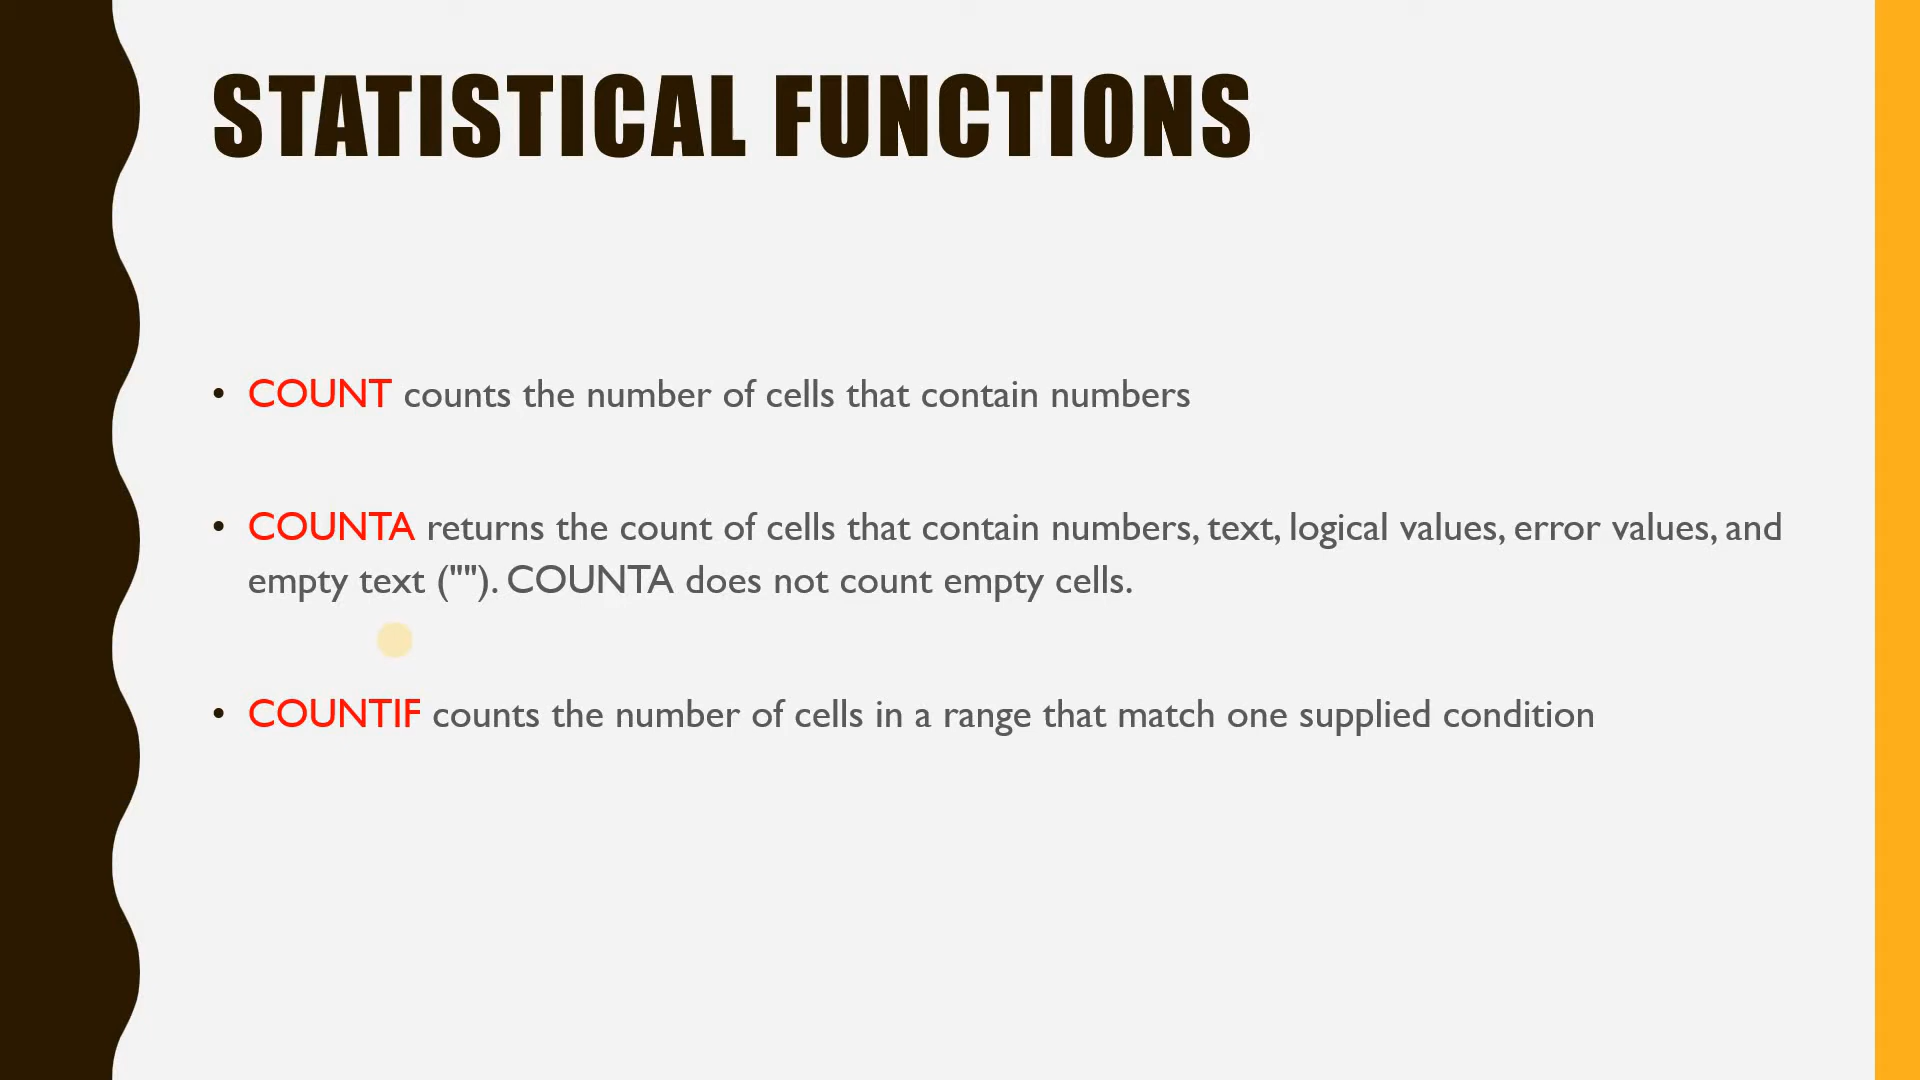 STATISTICAL FUNCTIONS
• COUNT counts the number of cells that contain numbers
• COUNTA returns the count of cells that contain numbers, text, logical values, error values, and
empty text (""). COUNTA does not count empty cells.
• COUNTIF counts the number of cells in a range that match one supplied condition